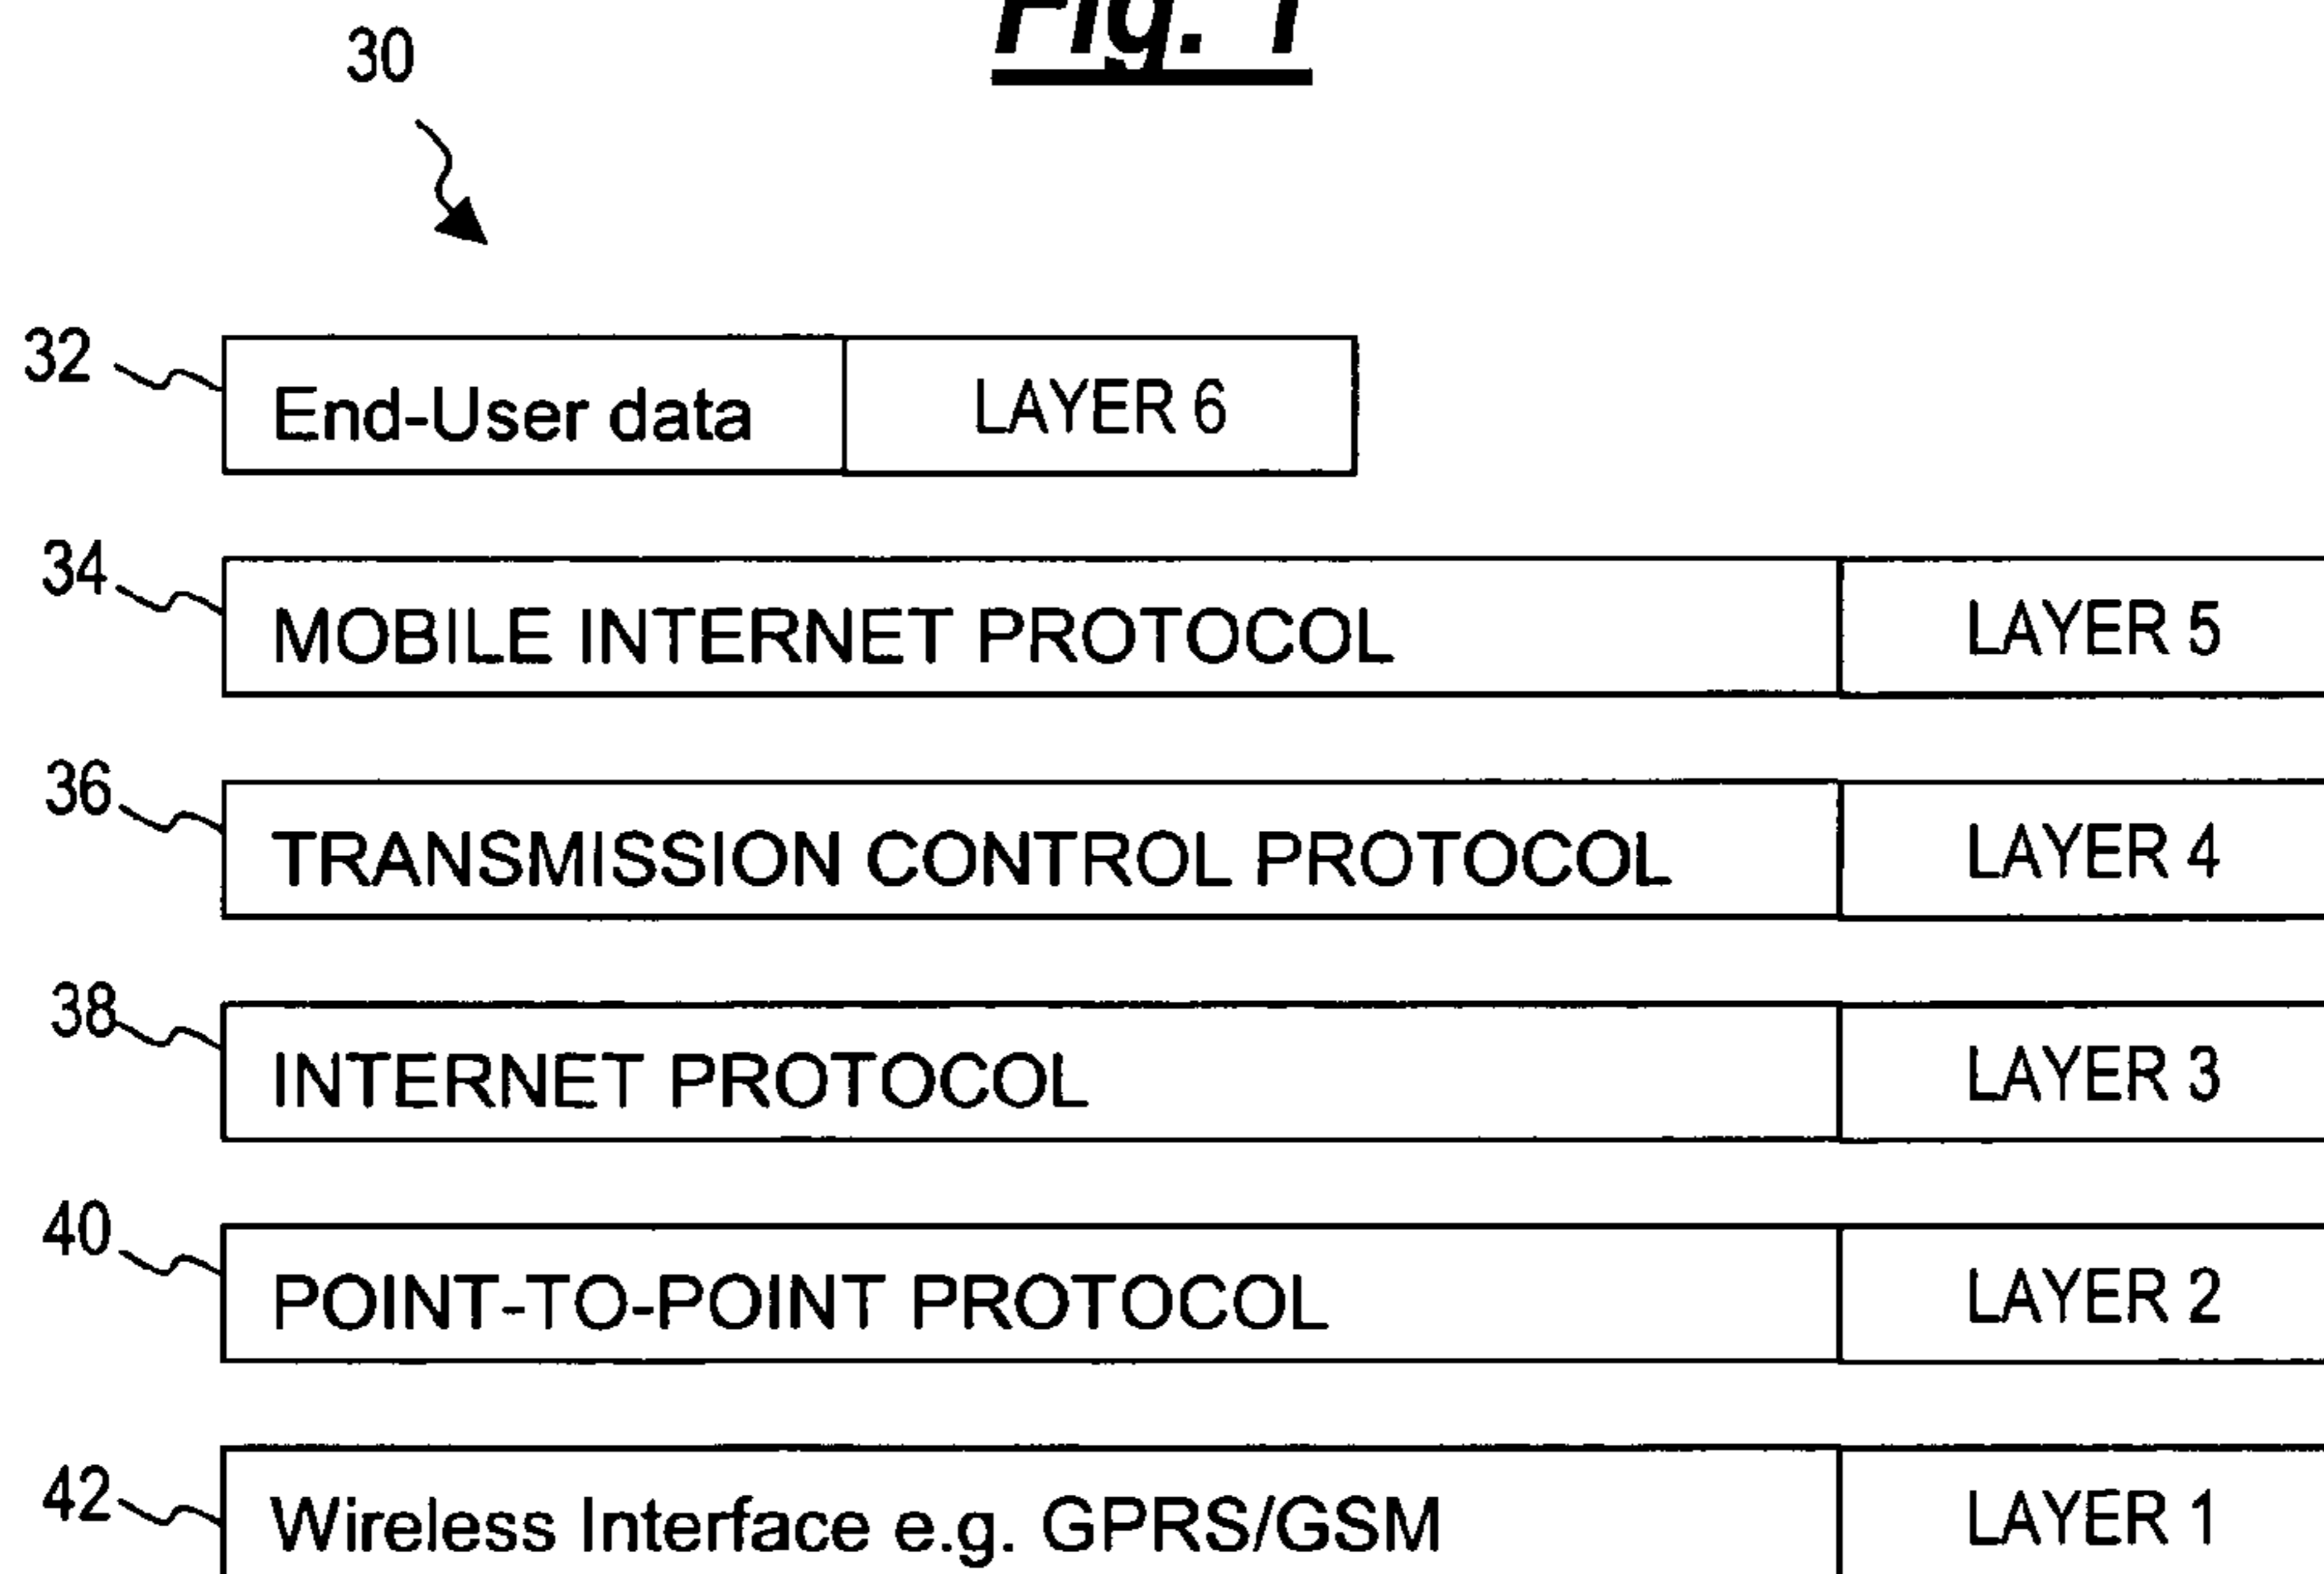 Fig. 1
30
32 End-User data LAYER 6
34 MOBILE INTERNET PROTOCOL LAYER 5
36 TRANSMISSION CONTROL PROTOCOL LAYER 4
38 INTERNET PROTOCOL LAYER 3
40 POINT-TO-POINT PROTOCOL LAYER 2
42 Wireless Interface e.g. GPRS/GSM LAYER 1